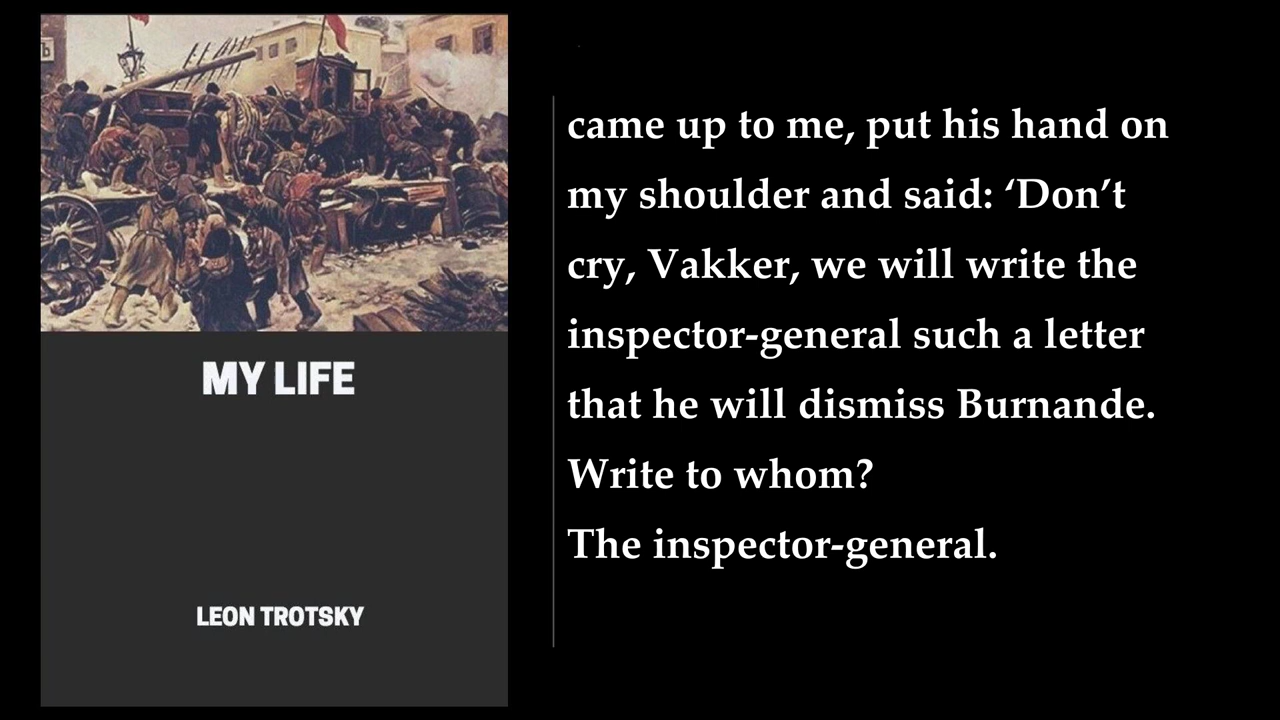 MY LIFE
LEON TROTSKY
came up to me, put his hand on
my shoulder and said: ‘Don’t
cry, Vakker, we will write the
inspector-general such a letter
that he will dismiss Burnande.
Write to whom?
The inspector-general.